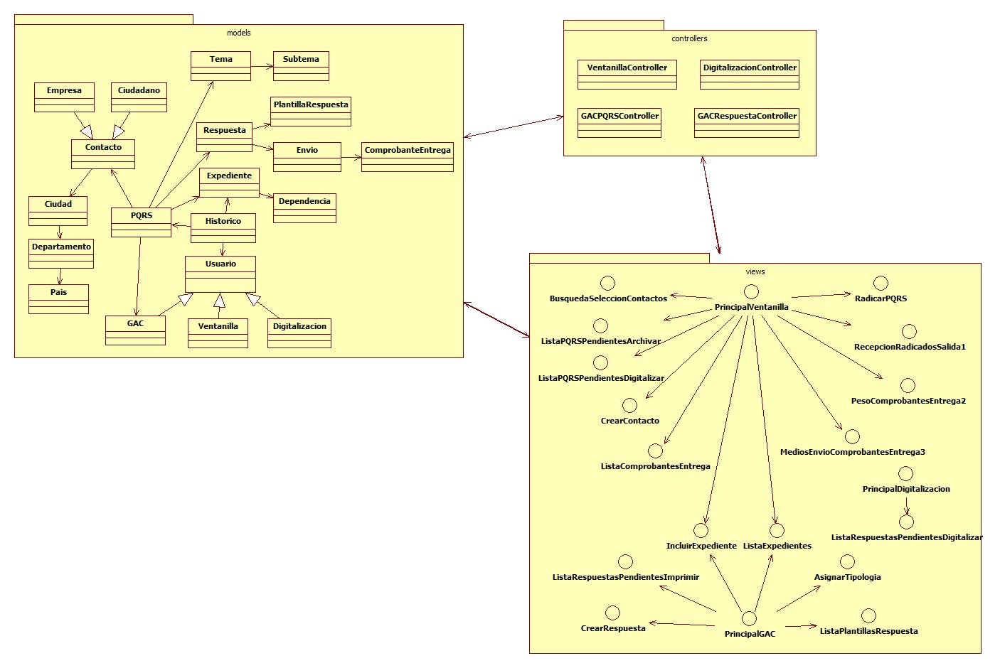 models
Tema
Subtema
Empresa
Ciudadano
PlantillaRespuesta
Respuesta
Contacto
Envio
ComprobanteEntrega
Expediente
Ciudad
Dependencia
PQRS
Historico
Departamento
Usuario
Pais
GAC
Ventanilla
Digitalizacion
controllers
VentanillaController
DigitalizacionController
GACPQRSController
GACRespuestaController
views
BusquedaSeleccionContactos
PrincipalVentanilla
RadicarPQRS
ListaPQRSPendientesArchivar
RecepcionRadicadosSalida1
ListaPQRSPendientesDigitalizar
PesoComprobantesEntrega2
CrearContacto
MediosEnvioComprobantesEntrega3
ListaComprobantesEntrega
PrincipalDigitalizacion
ListaRespuestasPendientesDigitalizar
IncluirExpediente
ListaExpedientes
ListaRespuestasPendientesImprimir
AsignarTipologia
CrearRespuesta
PrincipalGAC
ListaPlantillasRespuesta